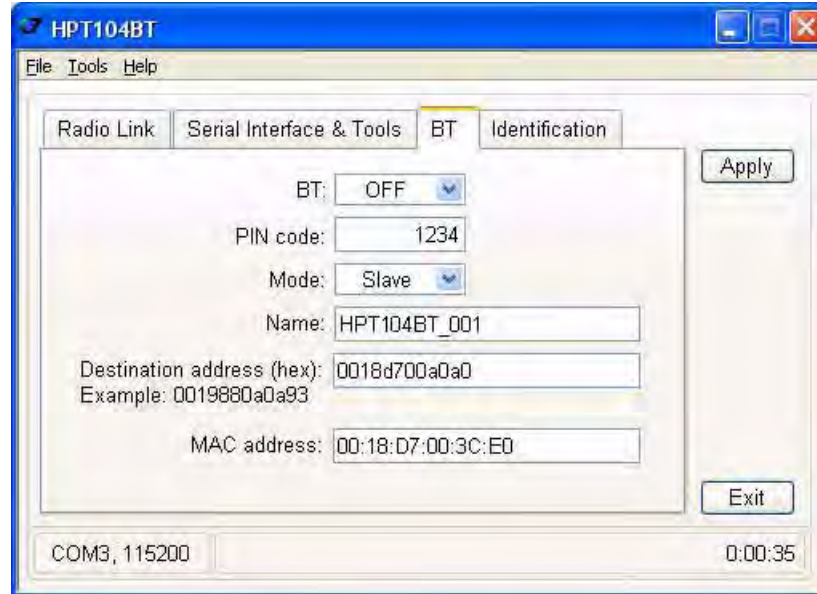 HPT104BT
File Tools Help
Radio Link Serial Interface & Tools BT Identification
Apply
BT: OFF
PIN code: 1234
Mode: Slave
Name: HPT104BT_001
Destination address (hex): 0018d700a0a0
Example: 0019880a0a93
MAC address: 00:18:D7:00:3C:E0
Exit
COM3, 115200 0:00:35